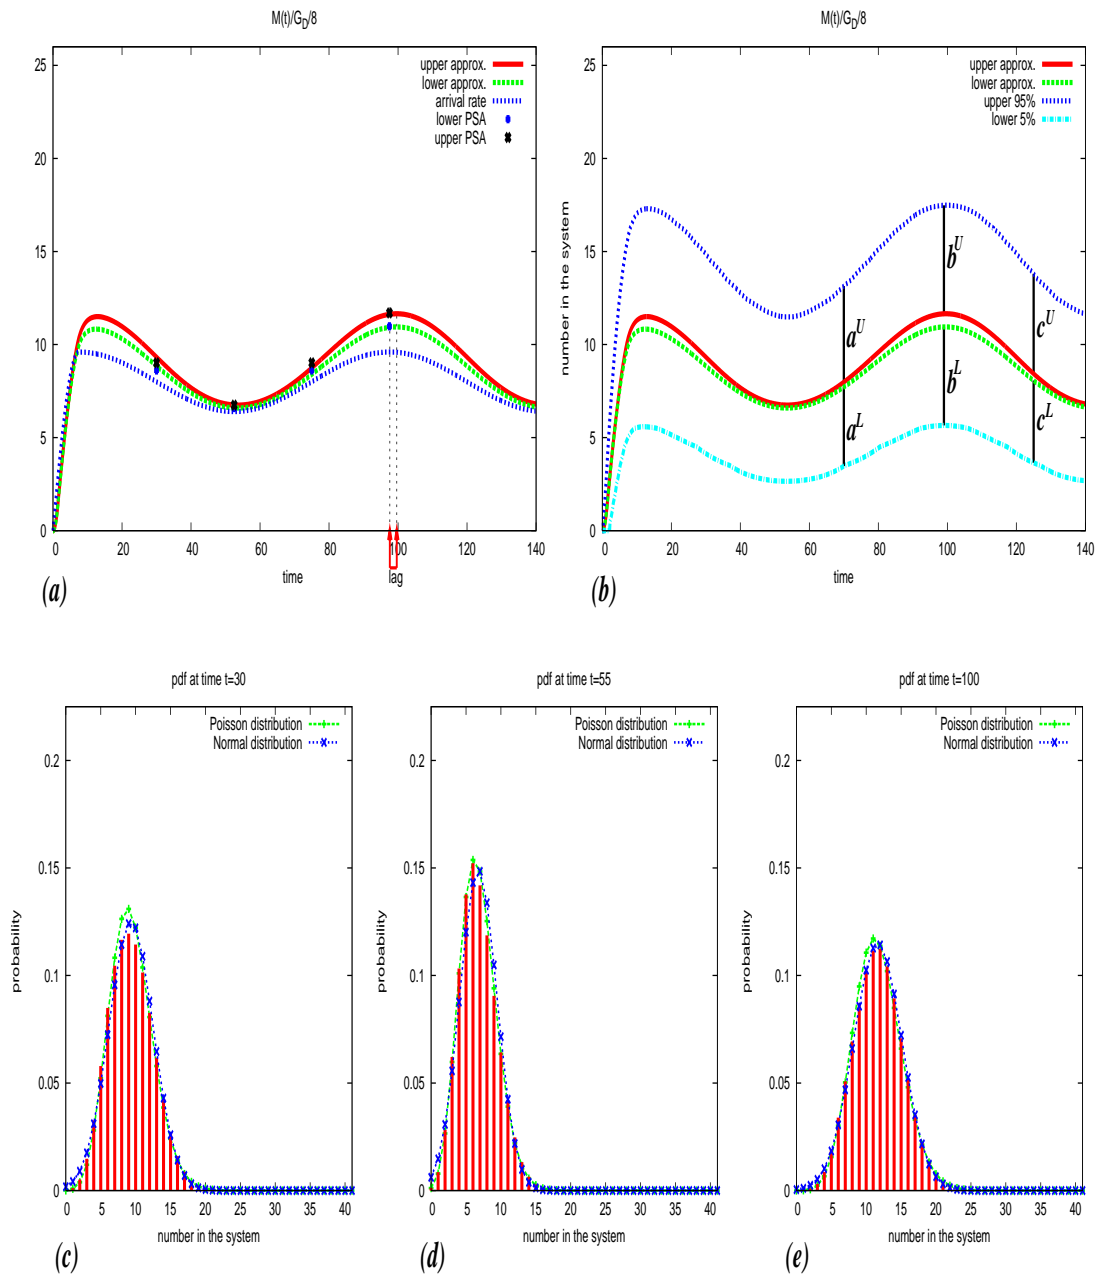 M(t)/G_D/8
upper approx.
lower approx.
arrival rate
lower PSA
upper PSA
25
20
15
10
5
0
0 20 40 60 80 100 120 140
time
lag
(a)
M(t)/G_D/8
upper approx.
lower approx.
upper 95%
lower 5%
number in the system
25
20
15
10
5
0
b^U
a^U
c^U
b^L
a^L
c^L
0 20 40 60 80 100 120 140
time
(b)
pdf at time t=30
Poisson distribution
Normal distribution
probability
0.2
0.15
0.1
0.05
0
0 5 10 15 20 25 30 35 40
number in the system
(c)
pdf at time t=55
Poisson distribution
Normal distribution
probability
0.2
0.15
0.1
0.05
0
0 5 10 15 20 25 30 35 40
number in the system
(d)
pdf at time t=100
Poisson distribution
Normal distribution
probability
0.2
0.15
0.1
0.05
0
0 5 10 15 20 25 30 35 40
number in the system
(e)